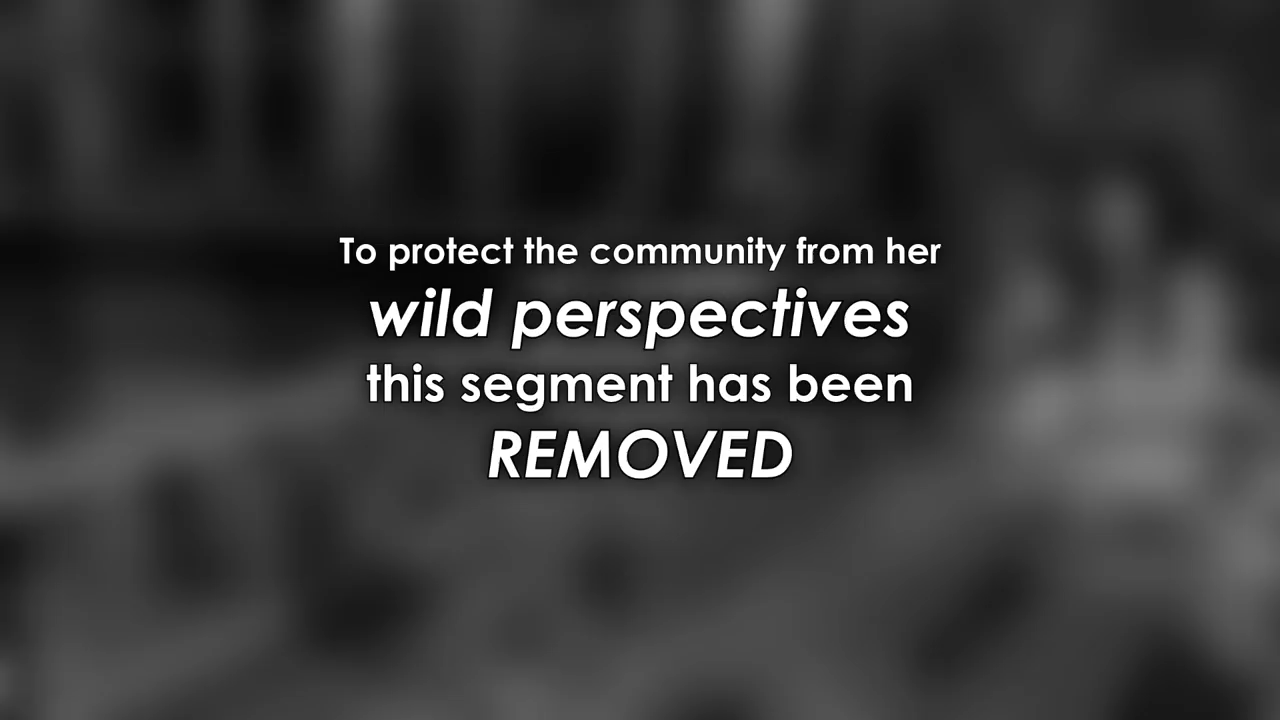 To protect the community from her
wild perspectives
this segment has been
REMOVED